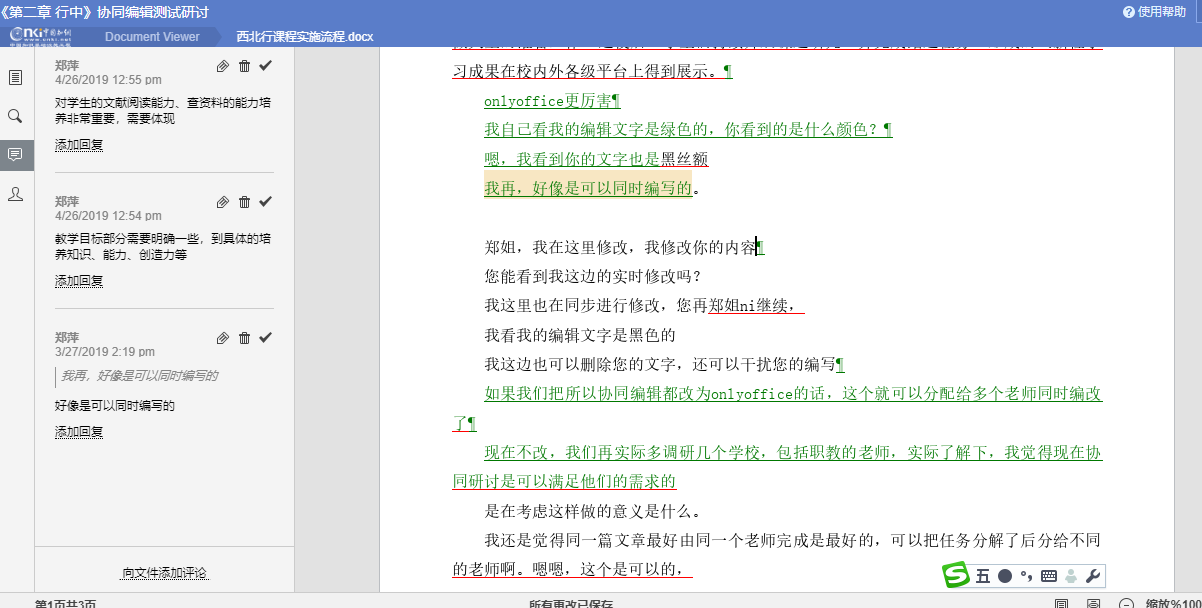 《第二章 行中》协同编辑测试研讨
使用帮助
Cnki中国知网
www.cnki.net
Document Viewer
西北行课程实施流程.docx
郑萍
4/26/2019 12:55 pm
对学生的文献阅读能力、查资料的能力培
养非常重要，需要体现
添加回复
郑萍
4/26/2019 12:54 pm
教学目标部分需要明确一些，到具体的培
养知识、能力、创造力等
添加回复
郑萍
3/27/2019 2:19 pm
我再，好像是可以同时编写的
好像是可以同时编写的
添加回复
向文件添加评论
习成果在校内外各级平台上得到展示。¶
onlyoffice更厉害¶
我自己看我的编辑文字是绿色的，你看到的是什么颜色？¶
嗯，我看到你的文字也是黑丝额
我再，好像是可以同时编写的。
郑姐，我在这里修改，我修改你的内容¶
您能看到我这边的实时修改吗？
我这里也在同步进行修改，您再郑姐ni继续，
我看我的编辑文字是黑色的
我这边也可以删除您的文字，还可以干扰您的编写¶
如果我们把所以协同编辑都改为onlyoffice的话，这个就可以分配给多个老师同时编改
了¶
现在不改，我们再实际多调研几个学校，包括职教的老师，实际了解下，我觉得现在协
同研讨是可以满足他们的需求的
是在考虑这样做的意义是什么。
我还是觉得同一篇文章最好由同一个老师完成是最好的，可以把任务分解了后分给不同
的老师啊。嗯嗯，这个是可以的，
五
第1页共3页
所有更改已保存
缩放%100